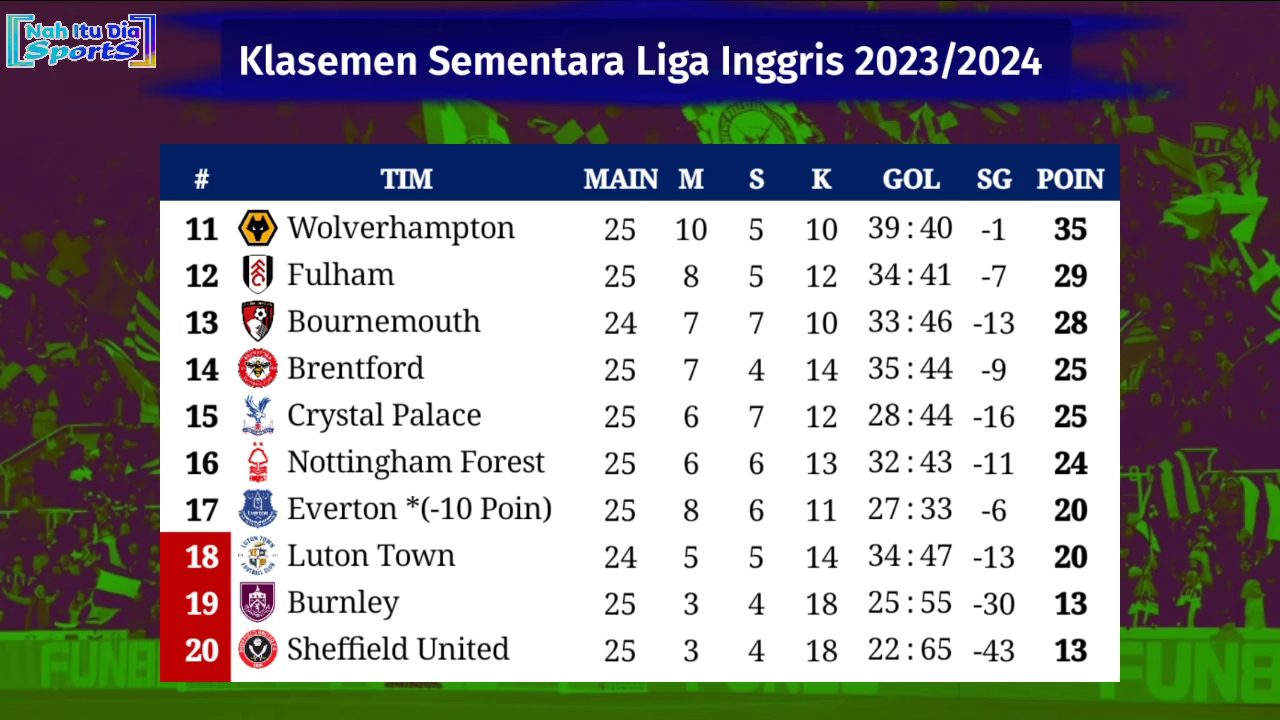 Nah Itu Dia
Sports
Klasemen Sementara Liga Inggris 2023/2024
# TIM MAIN M S K GOL SG POIN
11 Wolverhampton 25 10 5 10 39 : 40 -1 35
12 Fulham 25 8 5 12 34 : 41 -7 29
13 Bournemouth 24 7 7 10 33 : 46 -13 28
14 Brentford 25 7 4 14 35 : 44 -9 25
15 Crystal Palace 25 6 7 12 28 : 44 -16 25
16 Nottingham Forest 25 6 6 13 32 : 43 -11 24
17 Everton *(-10 Poin) 25 8 6 11 27 : 33 -6 20
18 Luton Town 24 5 5 14 34 : 47 -13 20
19 Burnley 25 3 4 18 25 : 55 -30 13
20 Sheffield United 25 3 4 18 22 : 65 -43 13